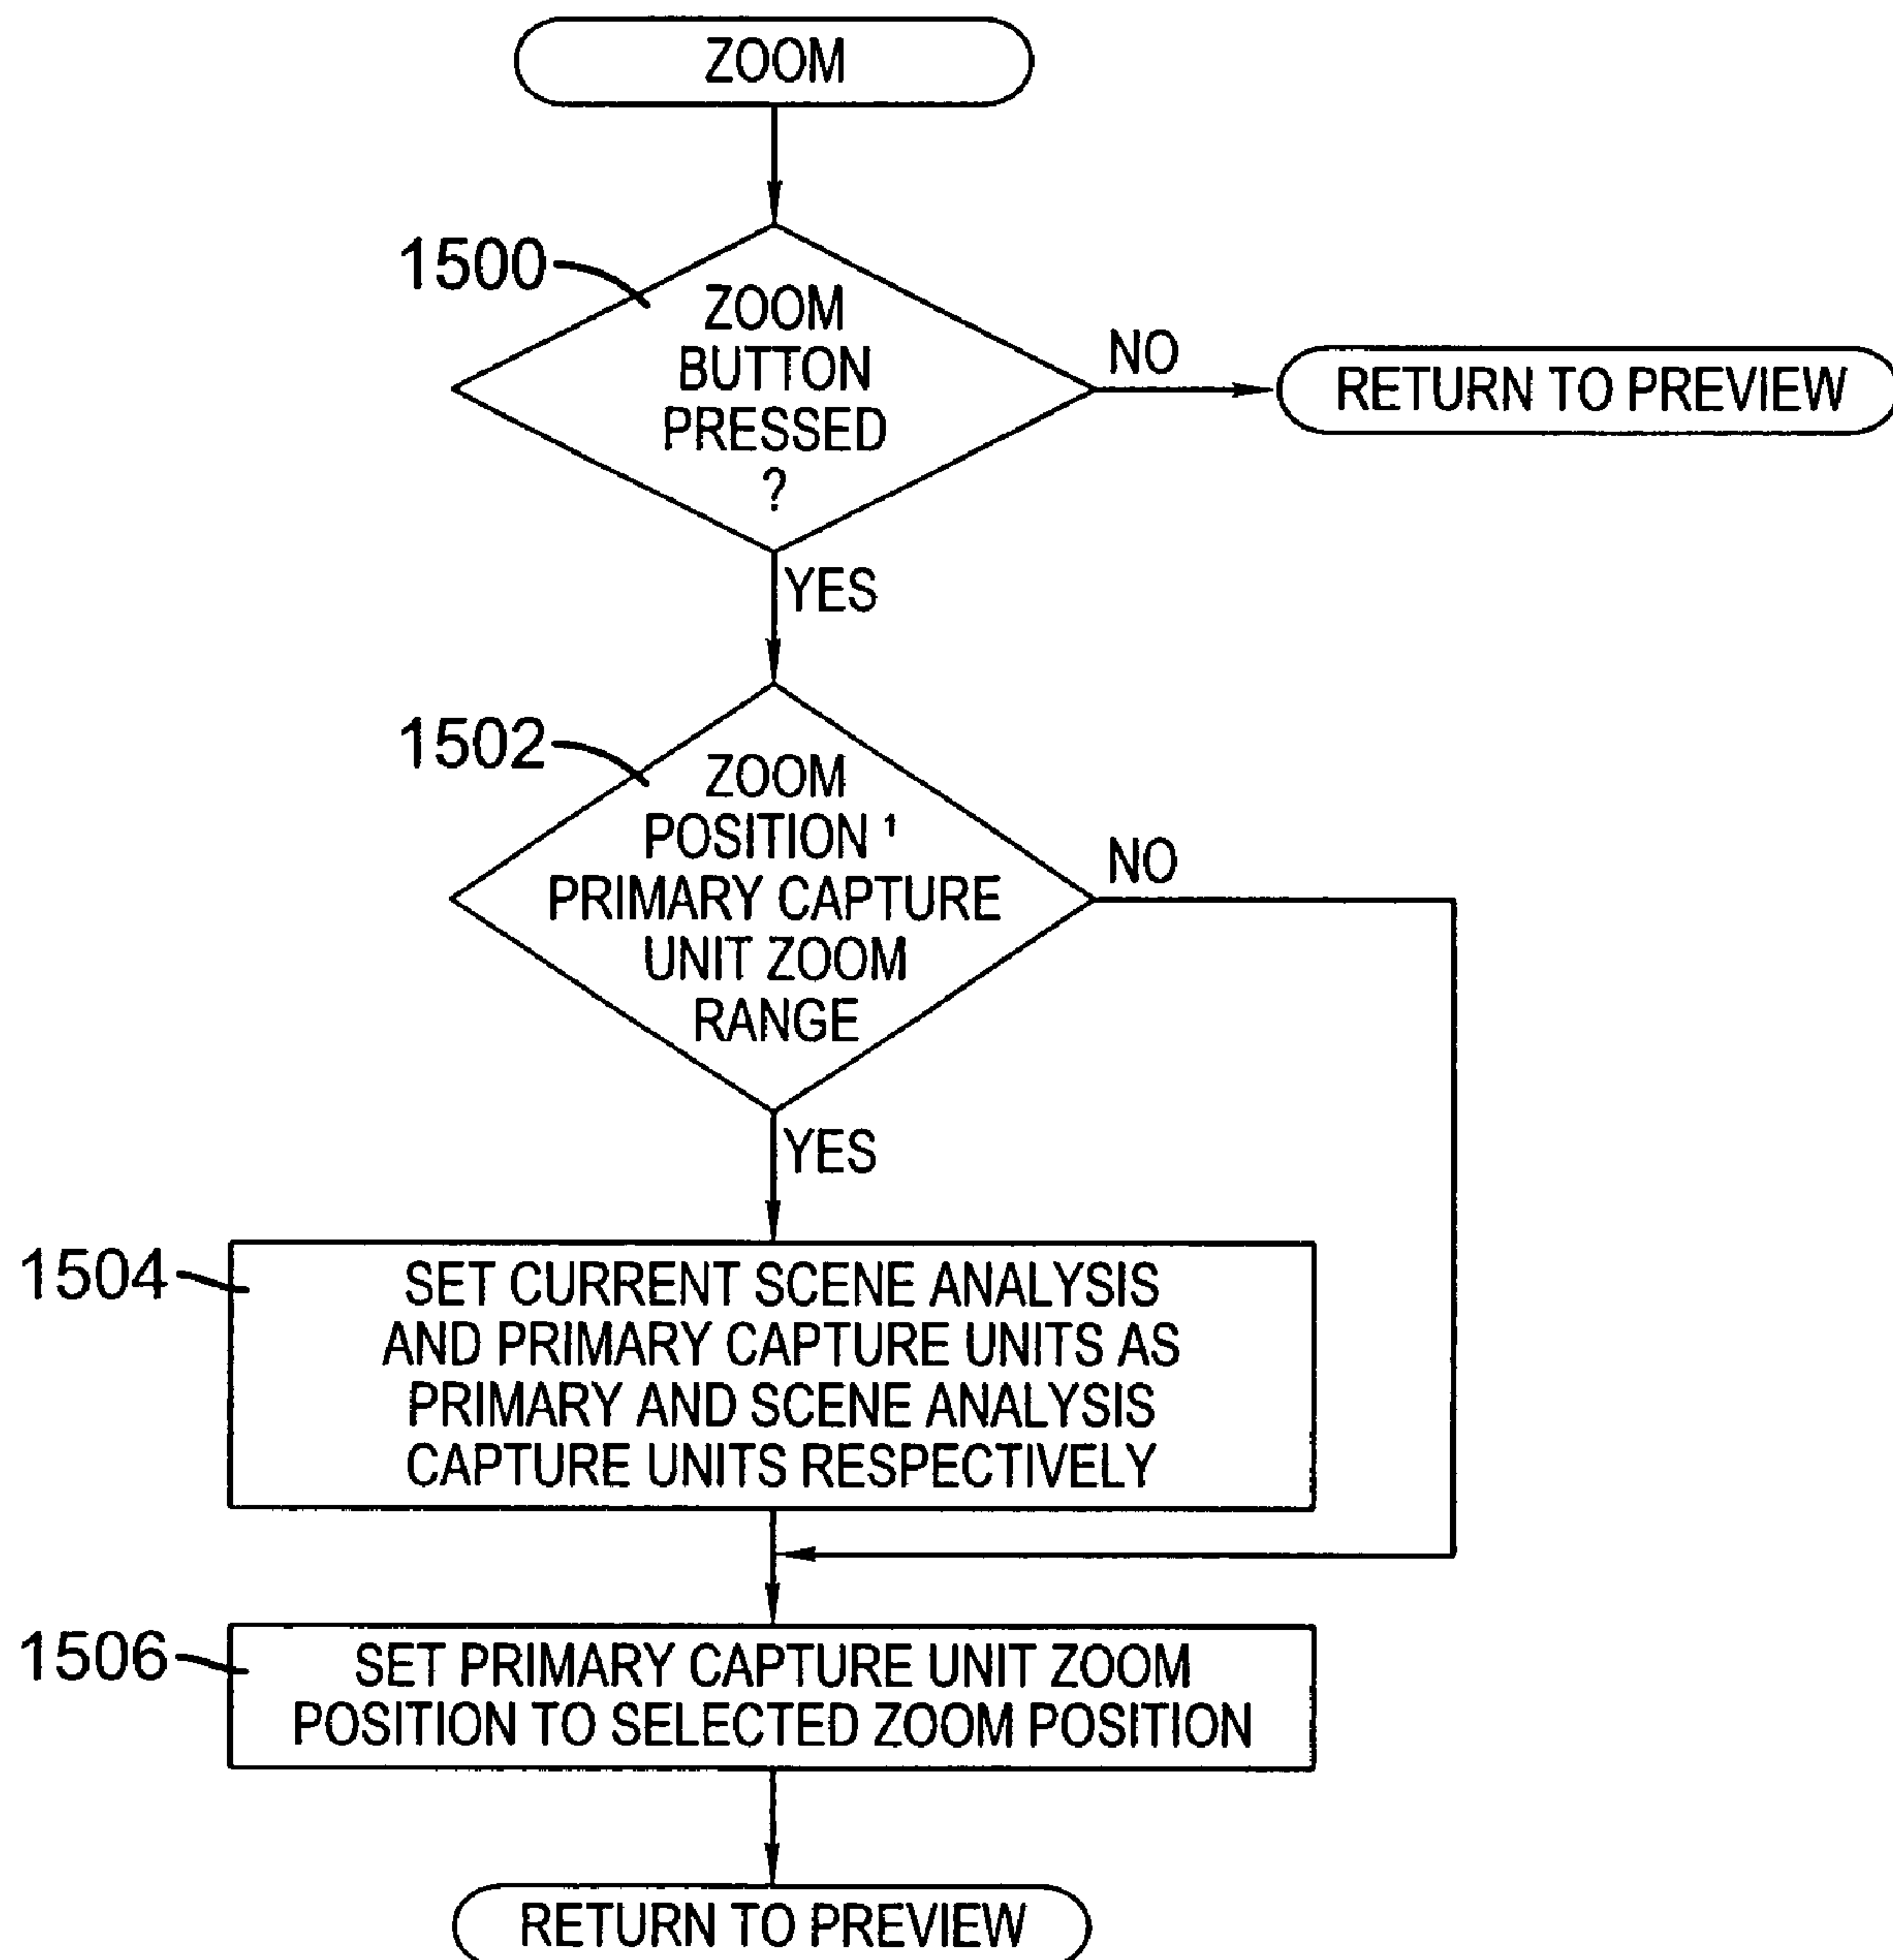 ZOOM
1500
ZOOM
BUTTON
PRESSED
?
NO
RETURN TO PREVIEW
YES
1502
ZOOM
POSITION ¹
PRIMARY CAPTURE
UNIT ZOOM
RANGE
NO
YES
1504
SET CURRENT SCENE ANALYSIS
AND PRIMARY CAPTURE UNITS AS
PRIMARY AND SCENE ANALYSIS
CAPTURE UNITS RESPECTIVELY
1506
SET PRIMARY CAPTURE UNIT ZOOM
POSITION TO SELECTED ZOOM POSITION
RETURN TO PREVIEW